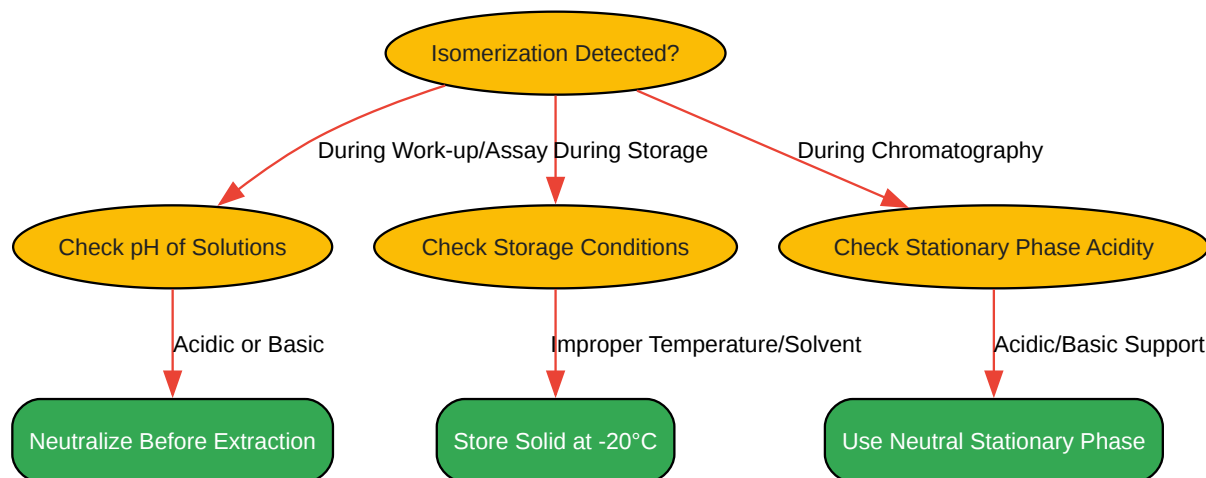 Isomerization Detected?
During Work-up/Assay
During Storage
During Chromatography
Check pH of Solutions
Check Storage Conditions
Check Stationary Phase Acidity
Acidic or Basic
Improper Temperature/Solvent
Acidic/Basic Support
Neutralize Before Extraction
Store Solid at -20°C
Use Neutral Stationary Phase